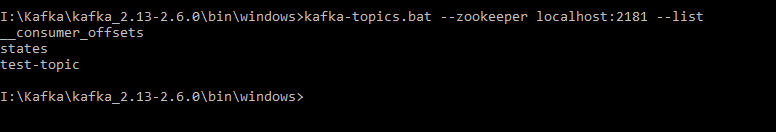 I:\Kafka\kafka_2.13-2.6.0\bin\windows>kafka-topics.bat --zookeeper localhost:2181 --list
__consumer_offsets
states
test-topic
I:\Kafka\kafka_2.13-2.6.0\bin\windows>